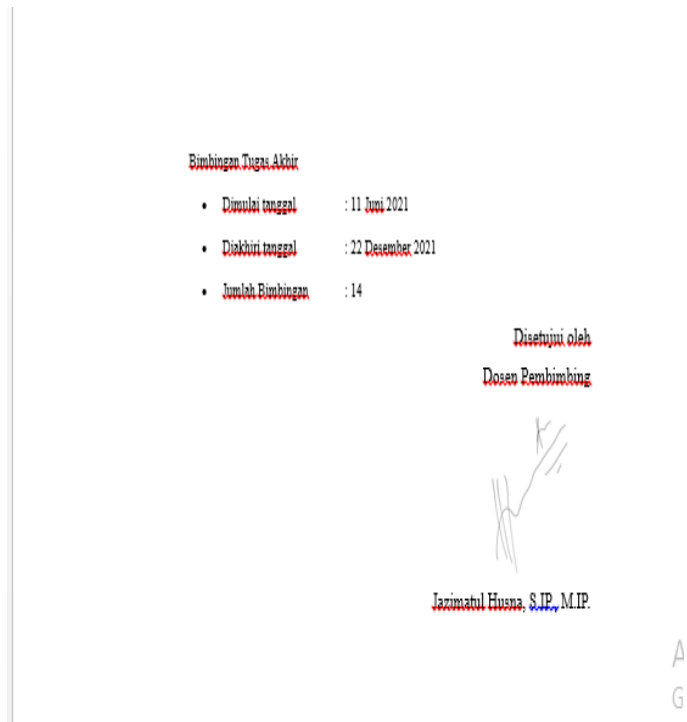 Bimbingan Tugas Akhir
• Dimulai tanggal : 11 Juni 2021
• Diakhiri tanggal : 22 Desember 2021
• Jumlah Bimbingan : 14
Disetujui oleh
Dosen Pembimbing
Jazimatul Husna, S.IP., M.IP.
A
G